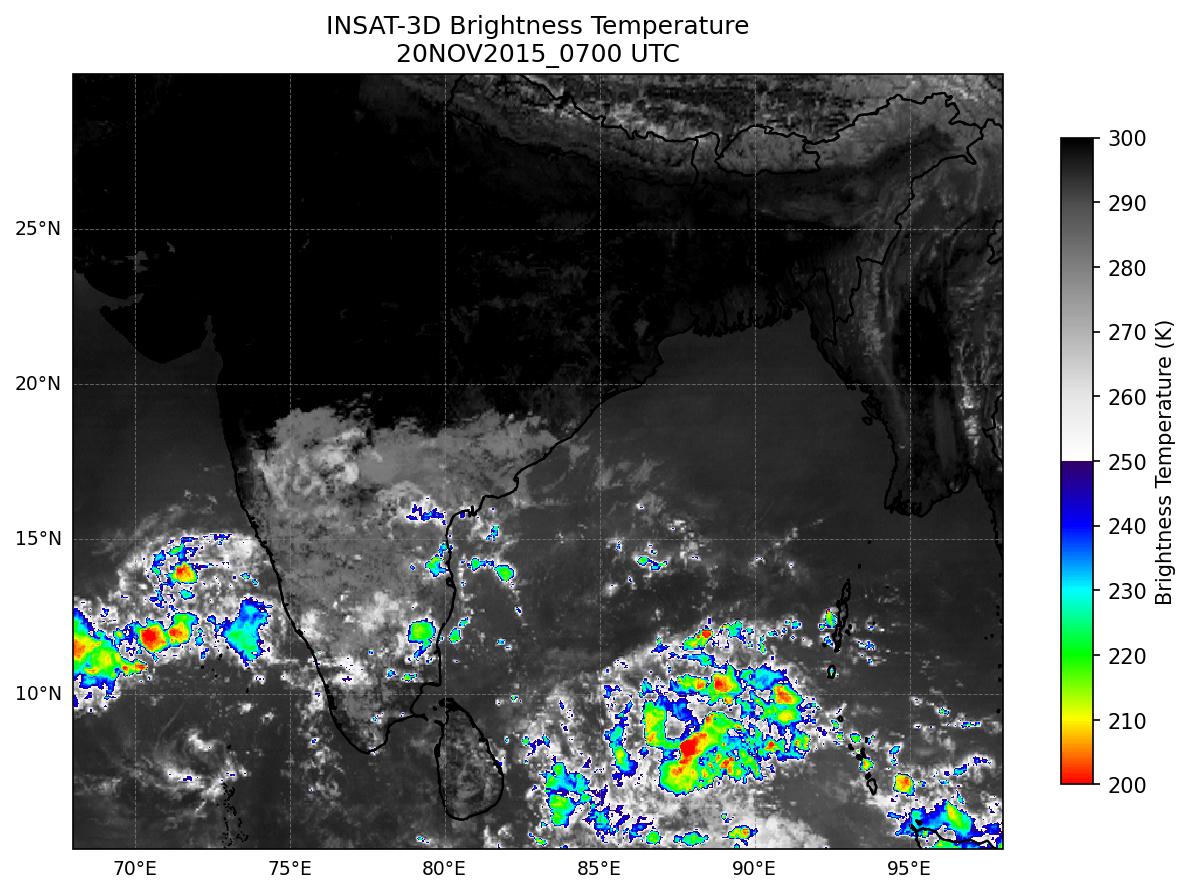 INSAT-3D Brightness Temperature
20NOV2015_0700 UTC
25°N
20°N
15°N
10°N
70°E
75°E
80°E
85°E
90°E
95°E
300
290
280
270
260
250
240
230
220
210
200
Brightness Temperature (K)